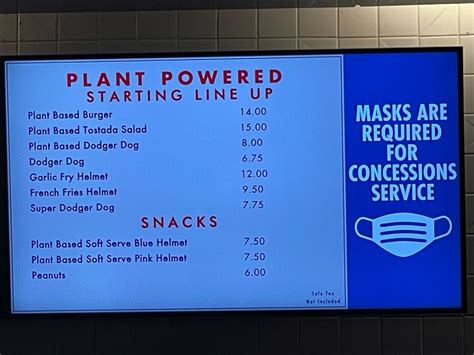 PLANT POWERED
STARTING LINE UP
Plant Based Burger 14.00
Plant Based Tostada Salad 15.00
Plant Based Dodger Dog 8.00
Dodger Dog 6.75
Garlic Fry Helmet 12.00
French Fries Helmet 9.50
Super Dodger Dog 7.75
SNACKS
Plant Based Soft Serve Blue Helmet 7.50
Plant Based Soft Serve Pink Helmet 7.50
Peanuts 6.00
Sale Tax
Not Included
MASKS ARE
REQUIRED
FOR
CONCESSIONS
SERVICE